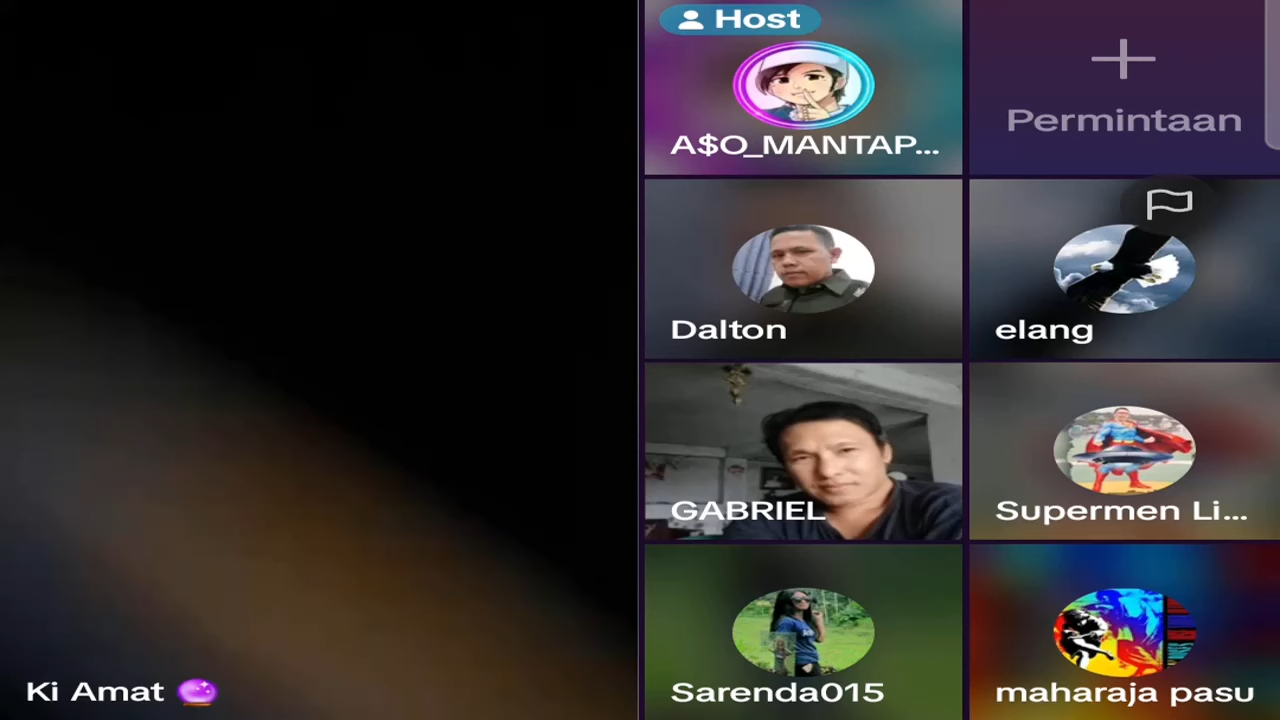 Host
A$O_MANTAP...
Permintaan
Dalton
elang
GABRIEL
Supermen Li...
Ki Amat
Sarenda015
maharaja pasu